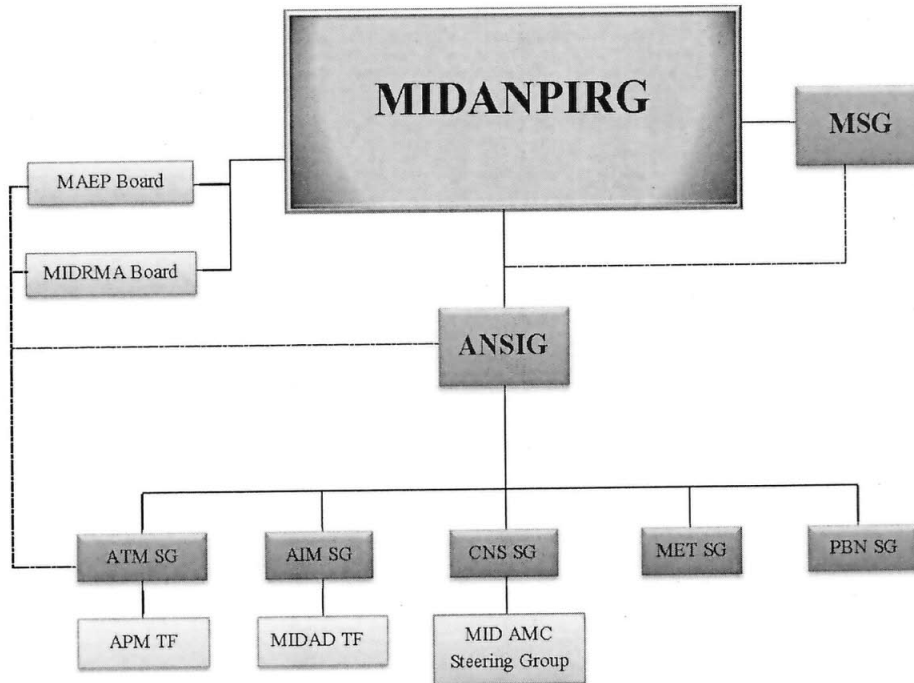 MIDANPIRG
MSG
MAEP Board
MIDRMA Board
ANSIG
ATM SG
AIM SG
CNS SG
MET SG
PBN SG
APM TF
MIDAD TF
MID AMC
Steering Group